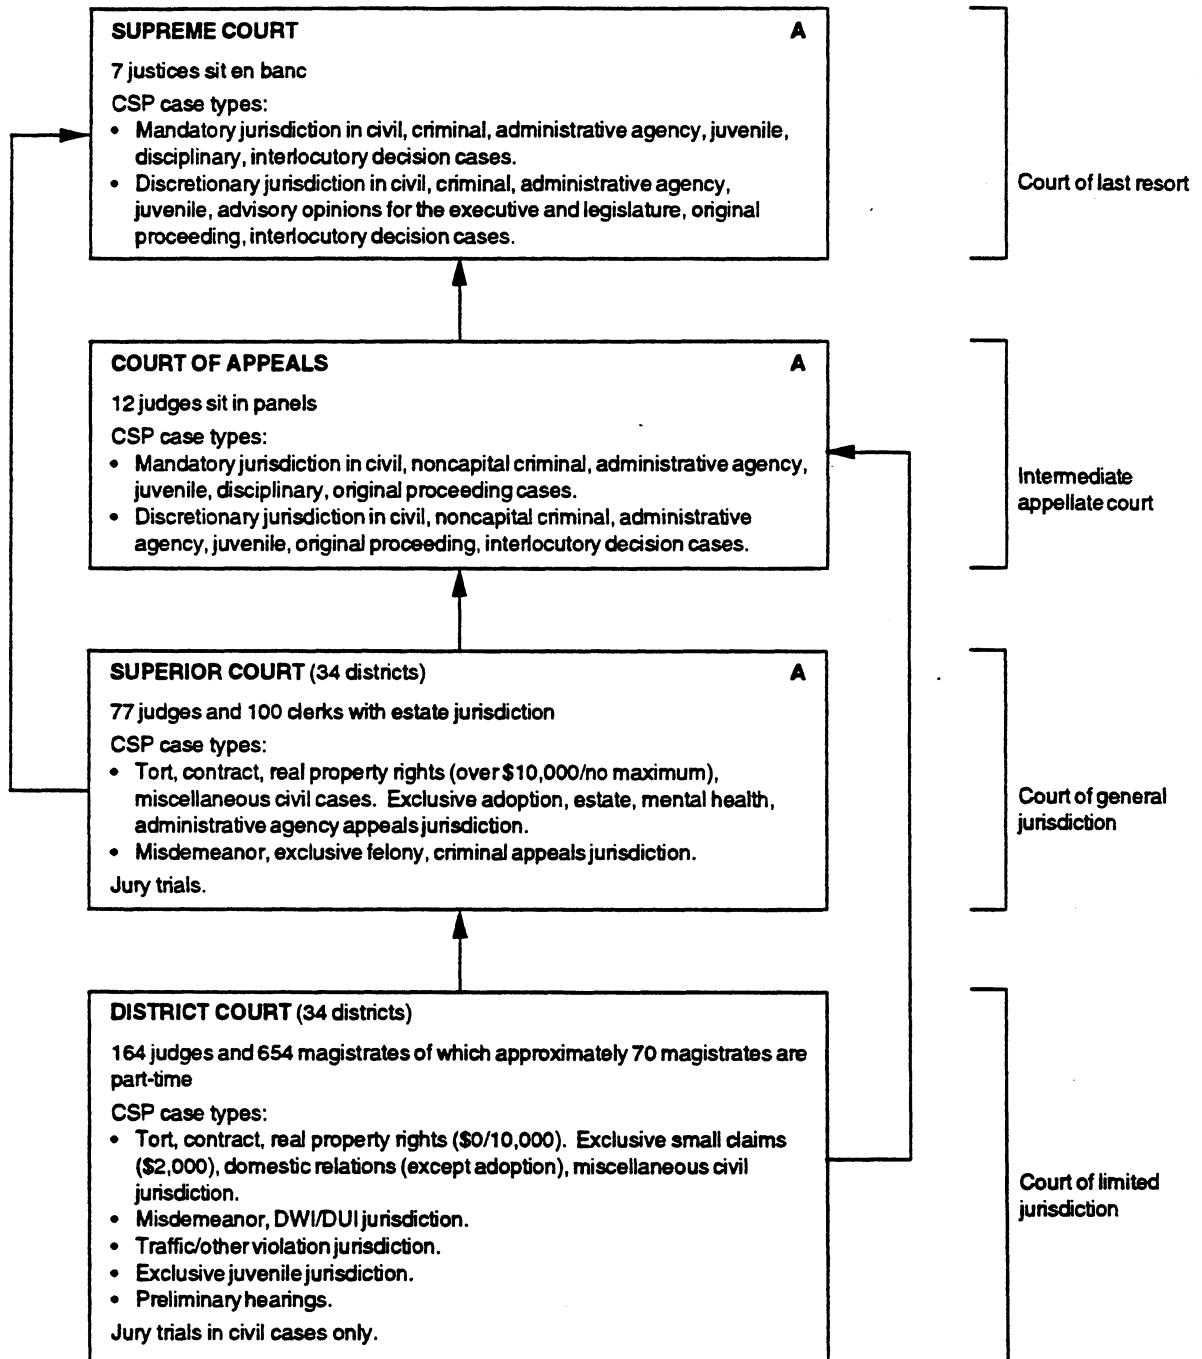 SUPREME COURT A
7 justices sit en banc
CSP case types:
• Mandatory jurisdiction in civil, criminal, administrative agency, juvenile,
disciplinary, interlocutory decision cases.
• Discretionary jurisdiction in civil, criminal, administrative agency,
juvenile, advisory opinions for the executive and legislature, original
proceeding, interlocutory decision cases.
Court of last resort
COURT OF APPEALS A
12 judges sit in panels
CSP case types:
• Mandatory jurisdiction in civil, noncapital criminal, administrative agency,
juvenile, disciplinary, original proceeding cases.
• Discretionary jurisdiction in civil, noncapital criminal, administrative
agency, juvenile, original proceeding, interlocutory decision cases.
Intermediate
appellate court
SUPERIOR COURT (34 districts) A
77 judges and 100 clerks with estate jurisdiction
CSP case types:
• Tort, contract, real property rights (over $10,000/no maximum),
miscellaneous civil cases. Exclusive adoption, estate, mental health,
administrative agency appeals jurisdiction.
• Misdemeanor, exclusive felony, criminal appeals jurisdiction.
Jury trials.
Court of general
jurisdiction
DISTRICT COURT (34 districts)
164 judges and 654 magistrates of which approximately 70 magistrates are
part-time
CSP case types:
• Tort, contract, real property rights ($0/10,000). Exclusive small claims
($2,000), domestic relations (except adoption), miscellaneous civil
jurisdiction.
• Misdemeanor, DWI/DUI jurisdiction.
• Traffic/other violation jurisdiction.
• Exclusive juvenile jurisdiction.
• Preliminary hearings.
Jury trials in civil cases only.
Court of limited
jurisdiction